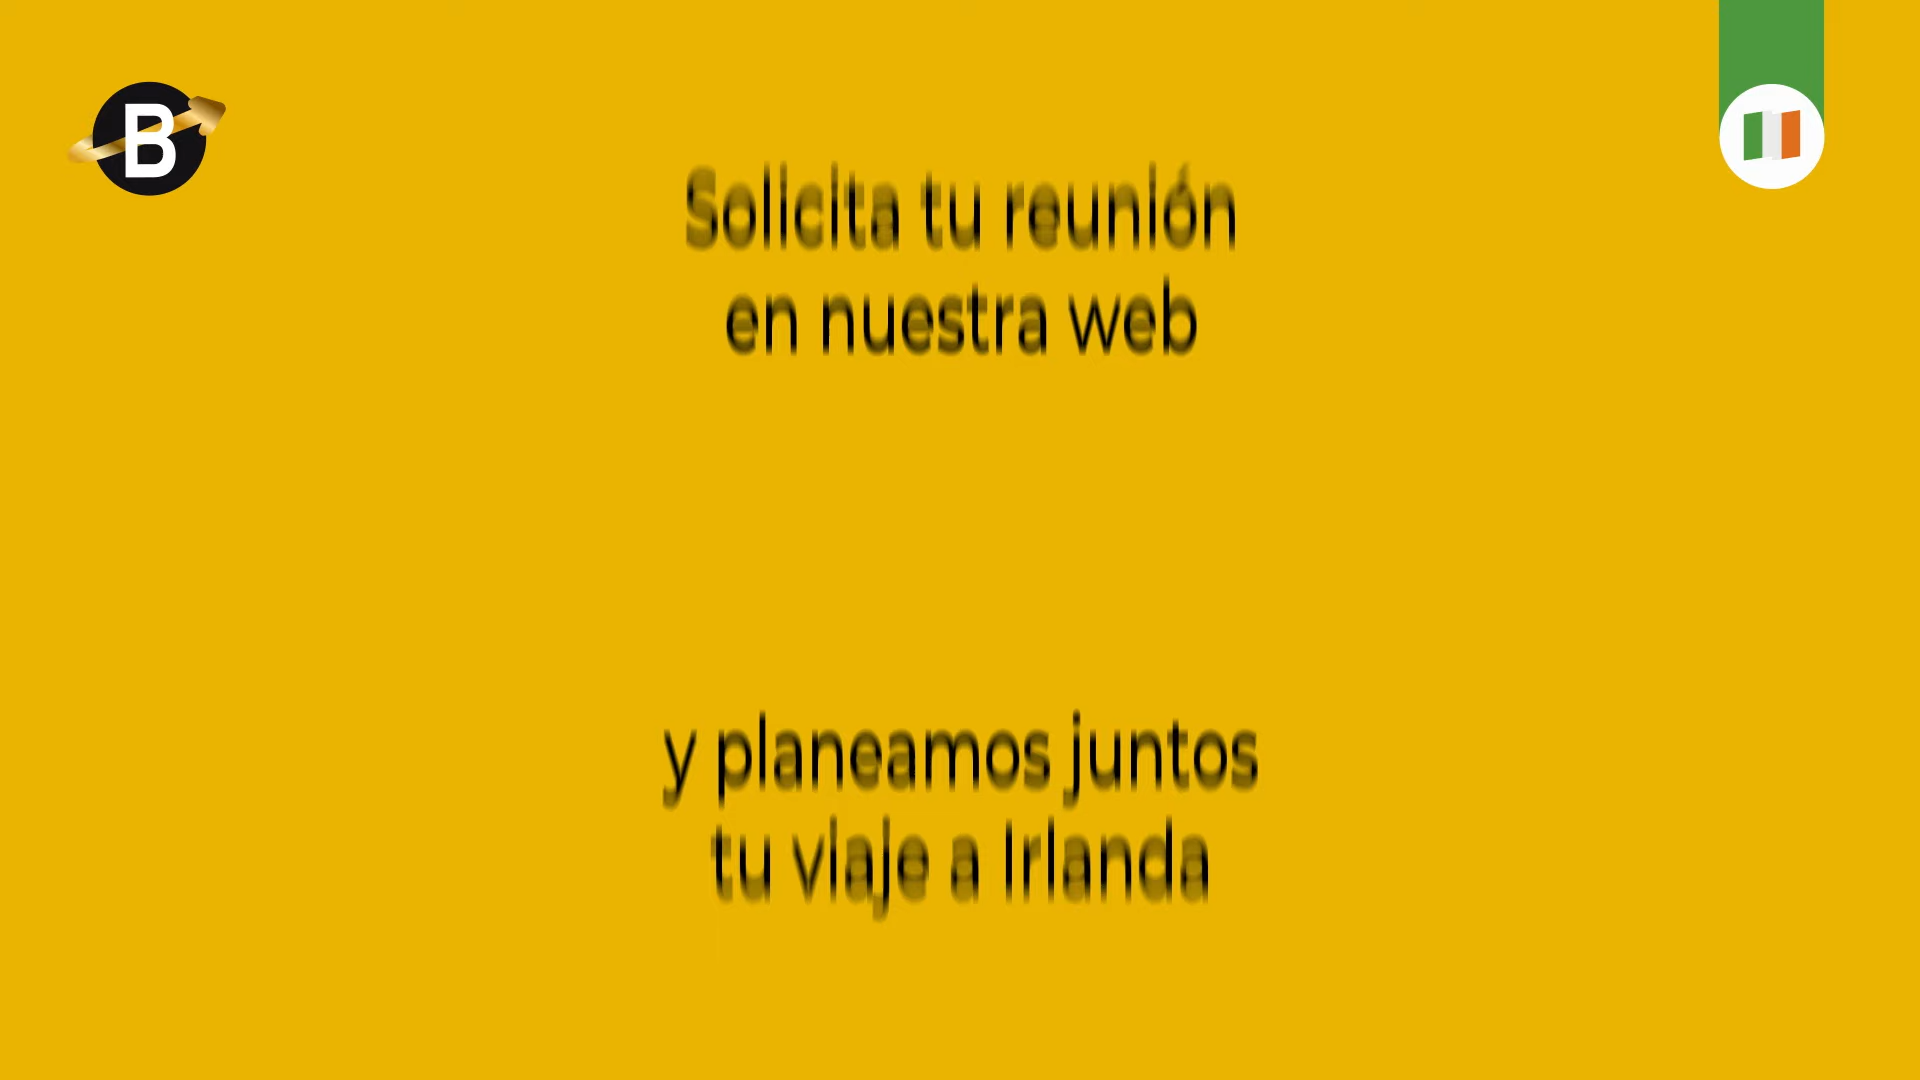 B
Solicita tu reunión
en nuestra web
y planeamos juntos
tu viaje a Irlanda